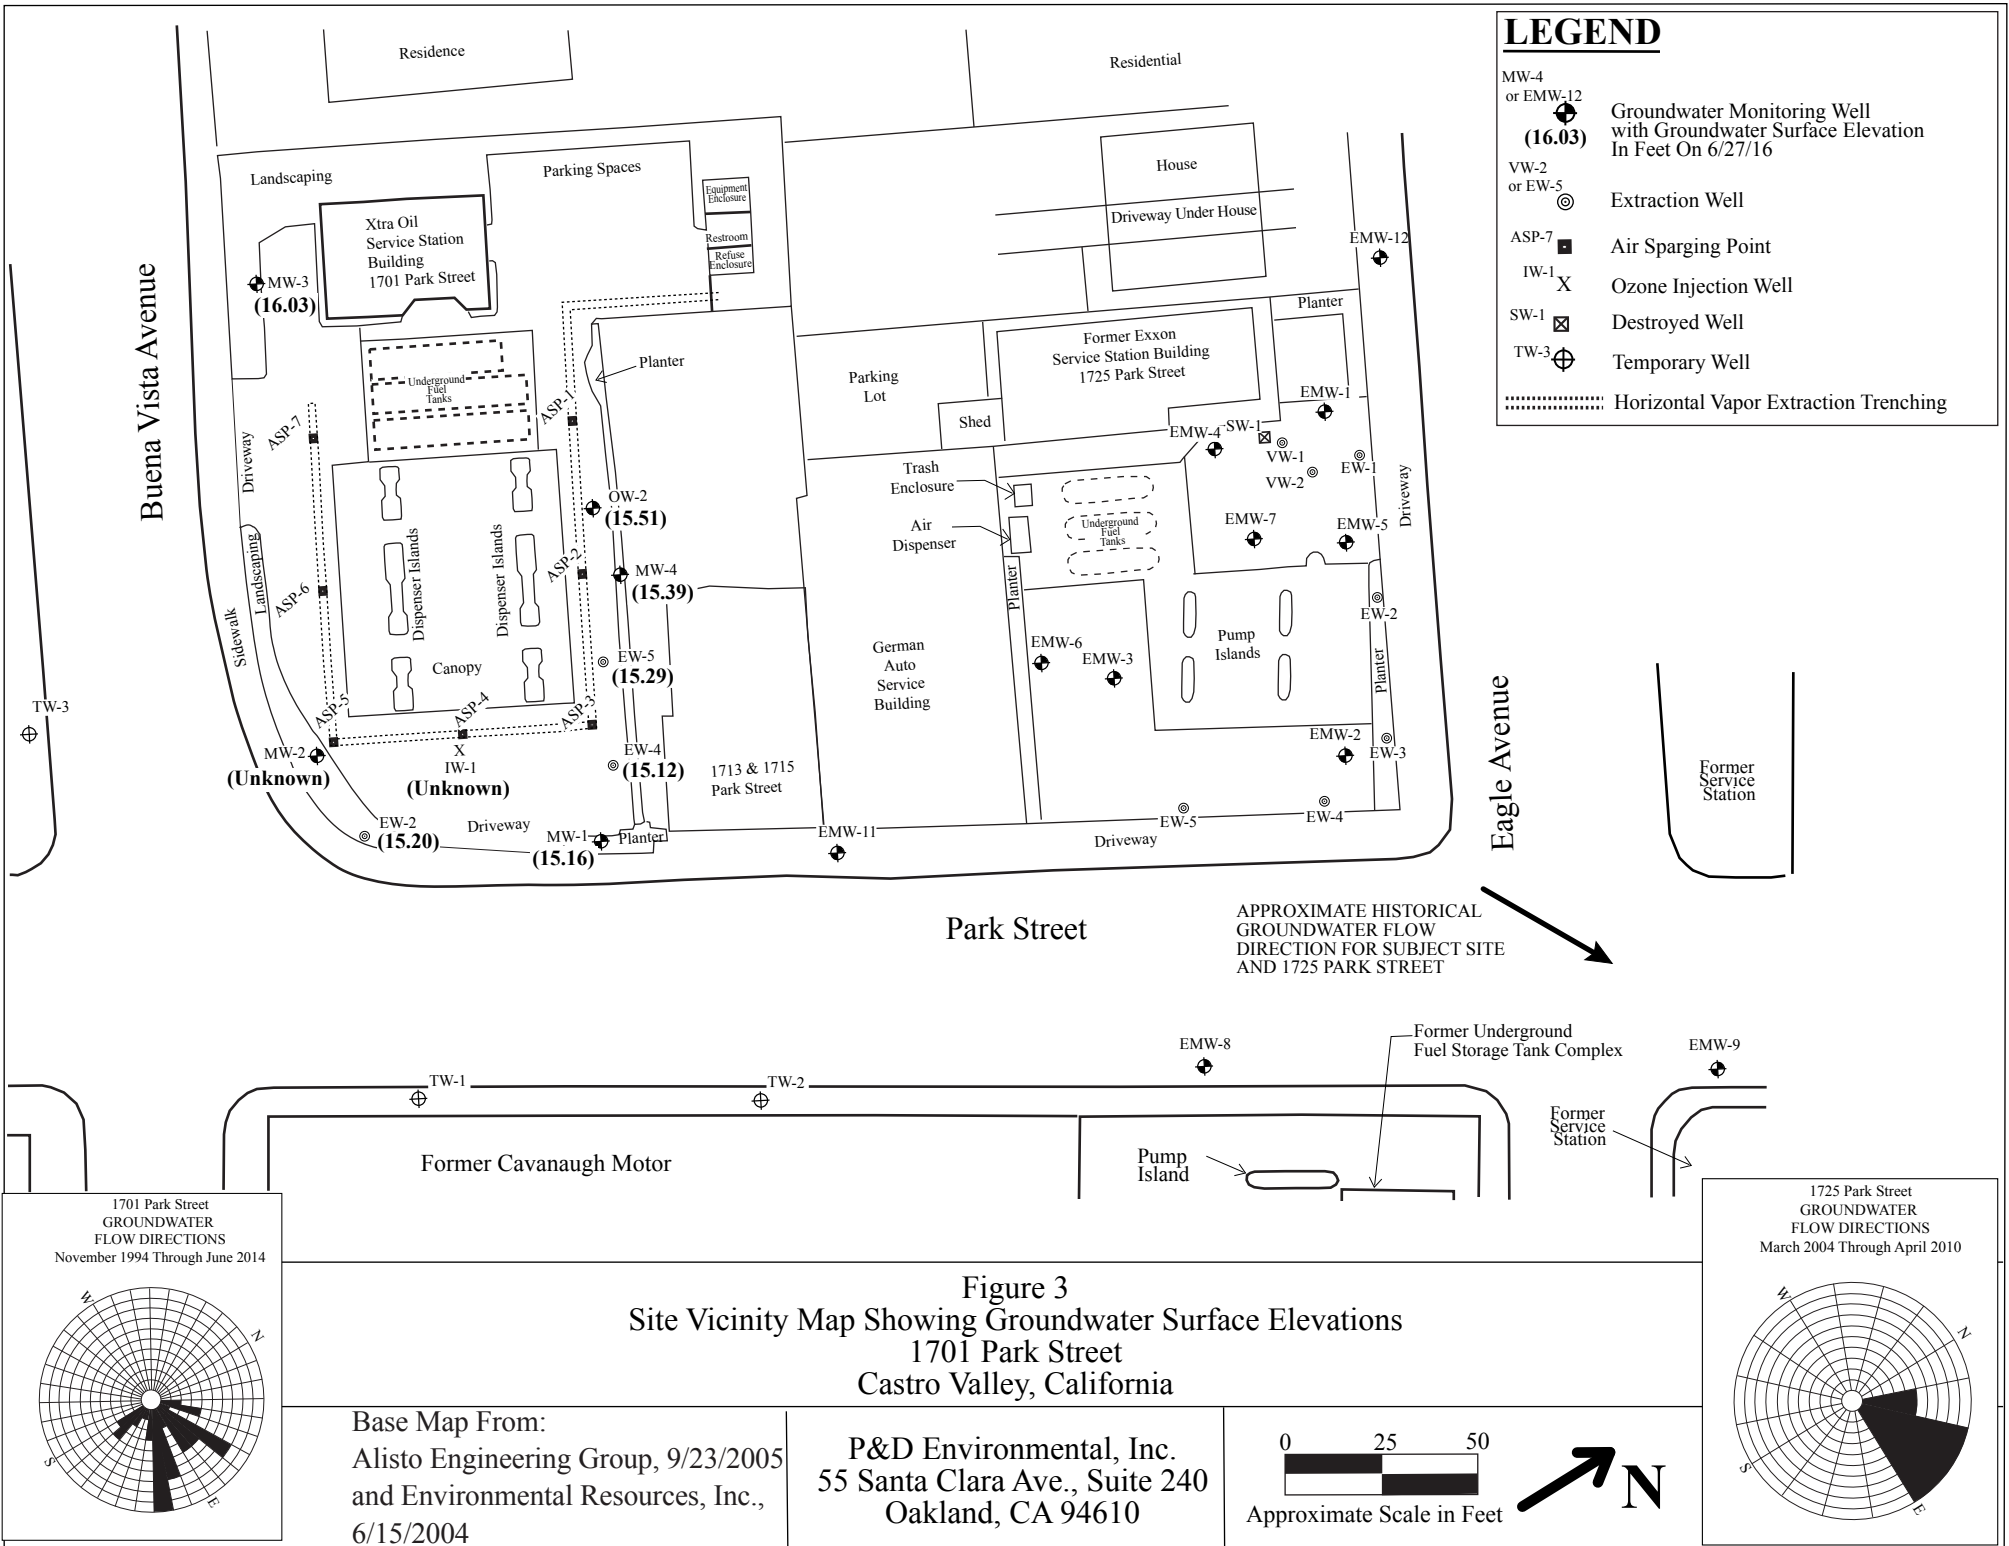 Residence
Residential
LEGEND
MW-4
or EMW-12
(16.03)
Groundwater Monitoring Well
with Groundwater Surface Elevation
In Feet On 6/27/16
VW-2
or EW-5
Extraction Well
ASP-7
Air Sparging Point
IW-1
X
Ozone Injection Well
SW-1
Destroyed Well
TW-3
Temporary Well
Horizontal Vapor Extraction Trenching
Landscaping
Parking Spaces
Equipment
Enclosure
Restroom
Refuse
Enclosure
Xtra Oil
Service Station
Building
1701 Park Street
MW-3
(16.03)
House
Driveway Under House
EMW-12
Planter
Buena Vista Avenue
Underground
Fuel
Tanks
Planter
Parking
Lot
Former Exxon
Service Station Building
1725 Park Street
Shed
EMW-1
EMW-4
SW-1
VW-1
VW-2
EW-1
Driveway
ASP-7
ASP-1
Driveway
Trash
Enclosure
Air
Dispenser
Underground
Fuel
Tanks
EMW-7
EMW-5
OW-2
(15.51)
ASP-2
MW-4
(15.39)
Landscaping
Sidewalk
ASP-6
Dispenser Islands
Dispenser Islands
Canopy
EW-5
(15.29)
German
Auto
Service
Building
Planter
EMW-6
EMW-3
Pump
Islands
EW-2
Planter
ASP-5
ASP-4
ASP-3
TW-3
MW-2
(Unknown)
X
IW-1
(Unknown)
EW-4
(15.12)
1713 & 1715
Park Street
EMW-2
EW-3
Eagle Avenue
Former
Service
Station
EW-2
(15.20)
Driveway
MW-1
(15.16)
Planter
EMW-11
EW-5
EW-4
Driveway
Park Street
APPROXIMATE HISTORICAL
GROUNDWATER FLOW
DIRECTION FOR SUBJECT SITE
AND 1725 PARK STREET
EMW-8
Former Underground
Fuel Storage Tank Complex
EMW-9
TW-1
TW-2
Former
Service
Station
Former Cavanaugh Motor
Pump
Island
1701 Park Street
GROUNDWATER
FLOW DIRECTIONS
November 1994 Through June 2014
W
N
S
E
Figure 3
Site Vicinity Map Showing Groundwater Surface Elevations
1701 Park Street
Castro Valley, California
1725 Park Street
GROUNDWATER
FLOW DIRECTIONS
March 2004 Through April 2010
W
N
S
E
Base Map From:
Alisto Engineering Group, 9/23/2005
and Environmental Resources, Inc.,
6/15/2004
P&D Environmental, Inc.
55 Santa Clara Ave., Suite 240
Oakland, CA 94610
0 25 50
Approximate Scale in Feet
N